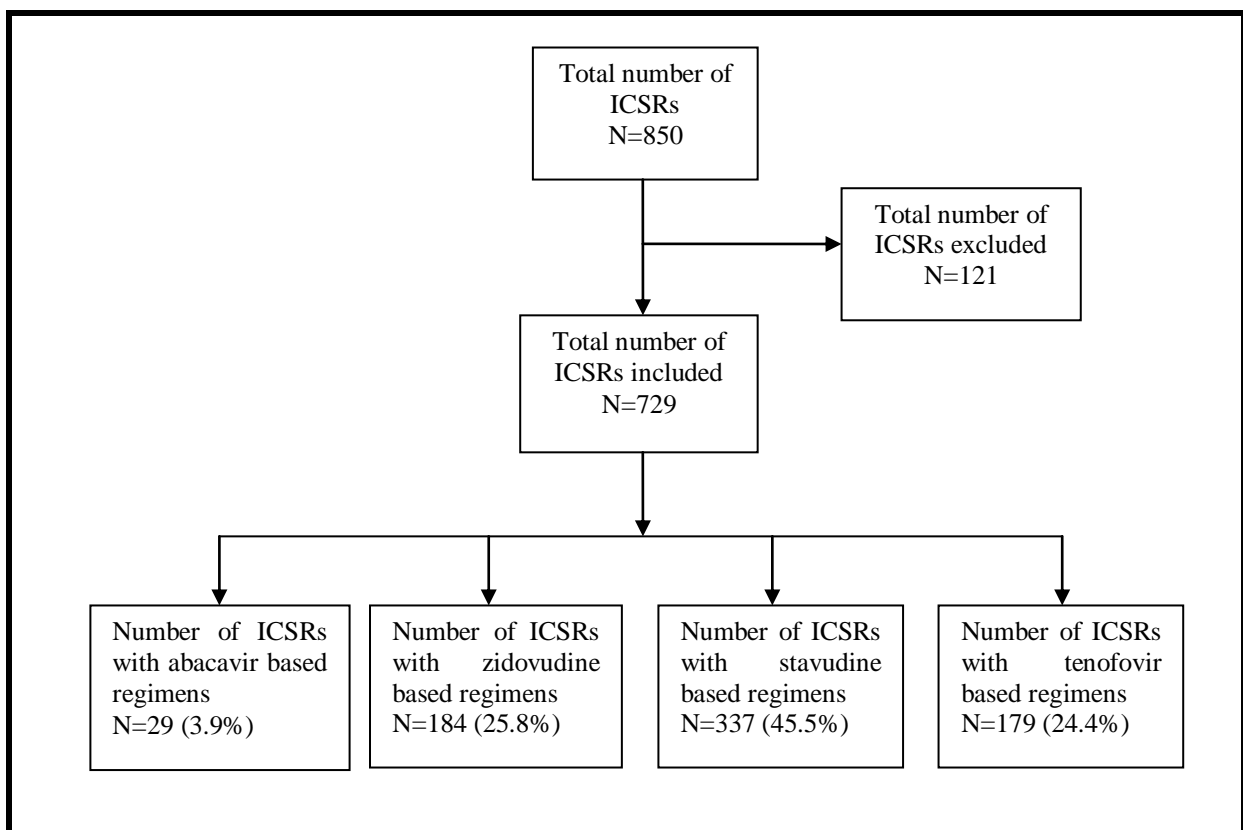 Total number of
ICSRs
N=850
Total number of
ICSRs excluded
N=121
Total number of
ICSRs included
N=729
Number of ICSRs
with abacavir based
regimens
N=29 (3.9%)
Number of ICSRs
with zidovudine
based regimens
N=184 (25.8%)
Number of ICSRs
with stavudine
based regimens
N=337 (45.5%)
Number of ICSRs
with tenofovir
based regimens
N=179 (24.4%)